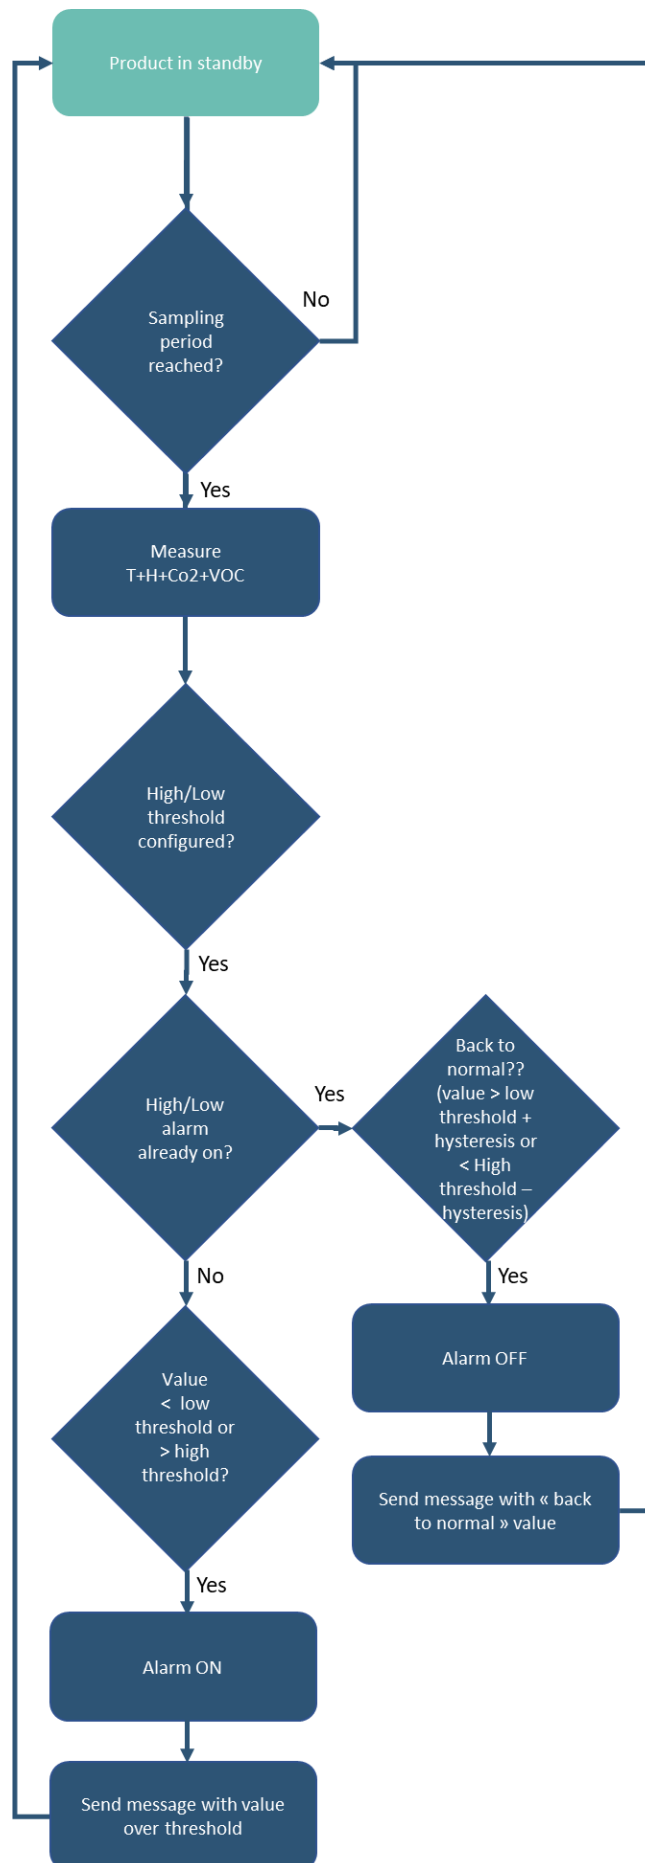 Product in standby
No
Sampling
period
reached?
Yes
Measure
T+H+Co2+VOC
High/Low
threshold
configured?
Yes
High/Low
alarm
already on?
Yes
Back to
normal??
(value > low
threshold +
hysteresis or
< High
threshold –
hysteresis)
No
Yes
Value
< low
threshold or
> high
threshold?
Alarm OFF
Send message with « back
to normal » value
Yes
Alarm ON
Send message with value
over threshold